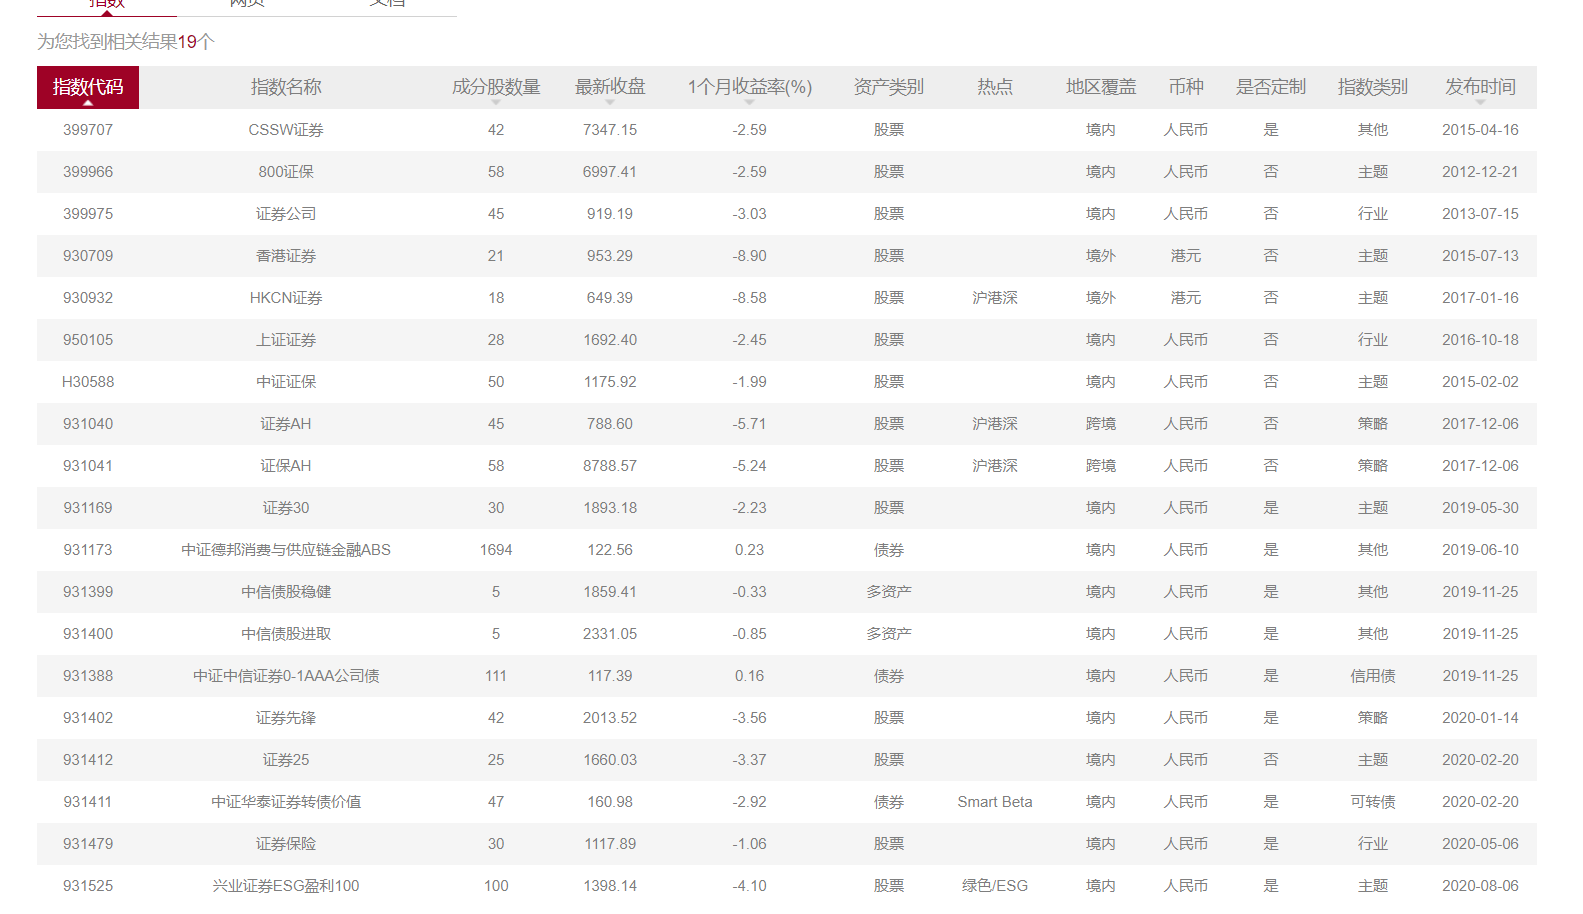 指数 网页 文档
为您找到相关结果19个
指数代码 指数名称 成分股数量 最新收盘 1个月收益率(%) 资产类别 热点 地区覆盖 币种 是否定制 指数类别 发布时间
399707 CSSW证券 42 7347.15 -2.59 股票 境内 人民币 是 其他 2015-04-16
399966 800证保 58 6997.41 -2.59 股票 境内 人民币 否 主题 2012-12-21
399975 证券公司 45 919.19 -3.03 股票 境内 人民币 否 行业 2013-07-15
930709 香港证券 21 953.29 -8.90 股票 境外 港元 否 主题 2015-07-13
930932 HKCN证券 18 649.39 -8.58 股票 沪港深 境外 港元 否 主题 2017-01-16
950105 上证证券 28 1692.40 -2.45 股票 境内 人民币 否 行业 2016-10-18
H30588 中证证保 50 1175.92 -1.99 股票 境内 人民币 否 主题 2015-02-02
931040 证券AH 45 788.60 -5.71 股票 沪港深 跨境 人民币 否 策略 2017-12-06
931041 证保AH 58 8788.57 -5.24 股票 沪港深 跨境 人民币 否 策略 2017-12-06
931169 证券30 30 1893.18 -2.23 股票 境内 人民币 是 主题 2019-05-30
931173 中证德邦消费与供应链金融ABS 1694 122.56 0.23 债券 境内 人民币 是 其他 2019-06-10
931399 中信债股稳健 5 1859.41 -0.33 多资产 境内 人民币 是 其他 2019-11-25
931400 中信债股进取 5 2331.05 -0.85 多资产 境内 人民币 是 其他 2019-11-25
931388 中证中信证券0-1AAA公司债 111 117.39 0.16 债券 境内 人民币 是 信用债 2019-11-25
931402 证券先锋 42 2013.52 -3.56 股票 境内 人民币 是 策略 2020-01-14
931412 证券25 25 1660.03 -3.37 股票 境内 人民币 否 主题 2020-02-20
931411 中证华泰证券转债价值 47 160.98 -2.92 债券 Smart Beta 境内 人民币 是 可转债 2020-02-20
931479 证券保险 30 1117.89 -1.06 股票 境内 人民币 是 行业 2020-05-06
931525 兴业证券ESG盈利100 100 1398.14 -4.10 股票 绿色/ESG 境内 人民币 是 主题 2020-08-06